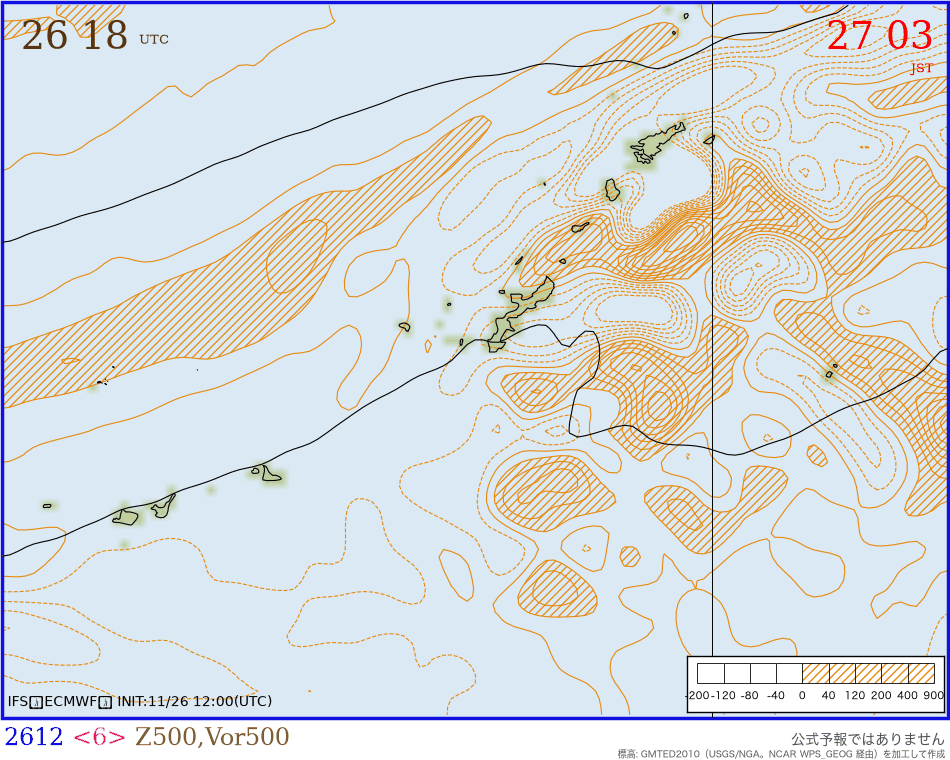 26 18 UTC
27 03
JST
IFS ECMWF INIT:11/26 12:00(UTC)
-200 -120 -80 -40 0 40 120 200 400 900
2612 <6> Z500,Vor500
公式予報ではありません
標高: GMTED2010（USGS/NGA。NCAR WPS_GEOG 経由）を加工して作成